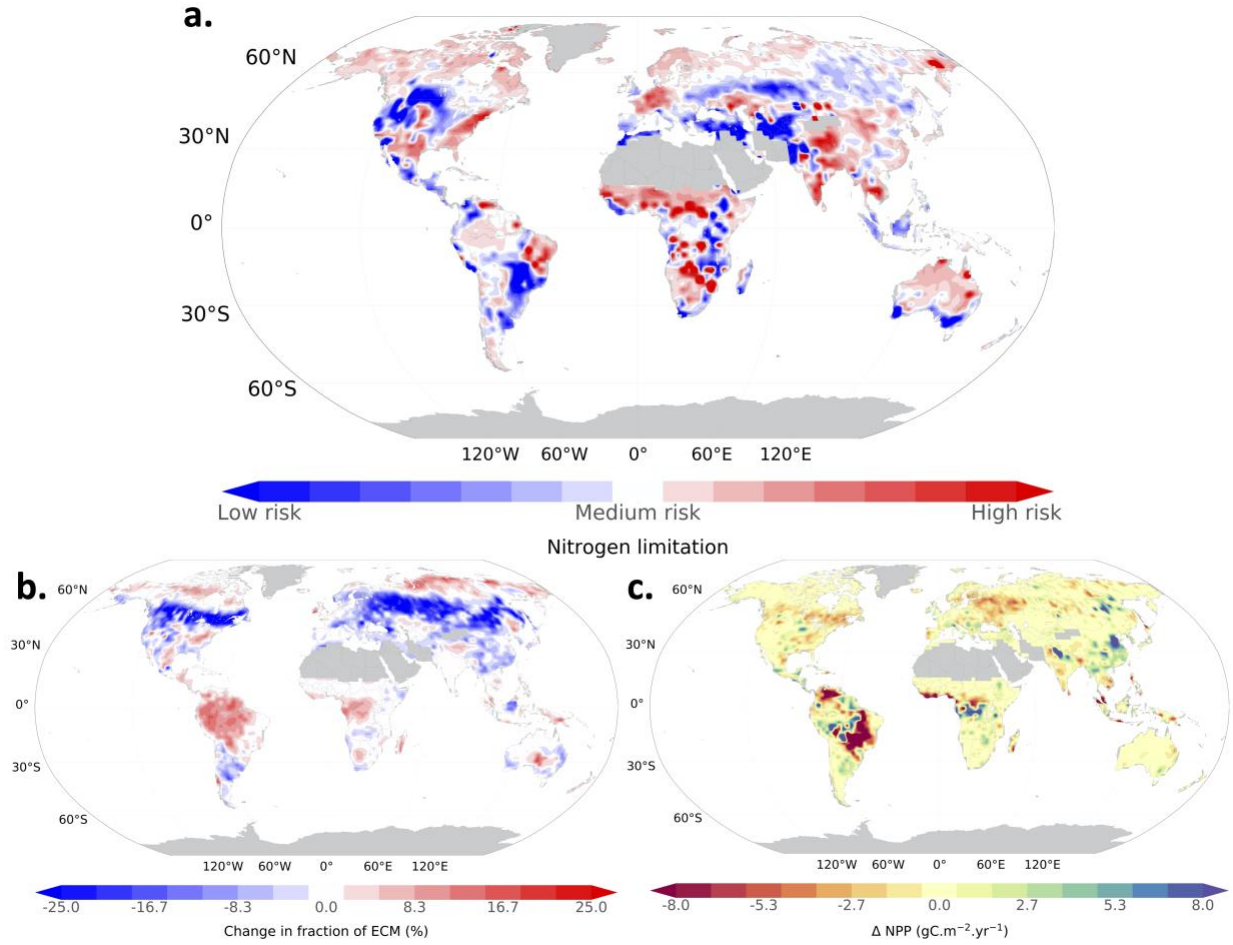 a.
60°N
30°N
0°
30°S
60°S
120°W 60°W 0° 60°E 120°E
Low risk Medium risk High risk
Nitrogen limitation
b.
60°N
30°N
0°
30°S
60°S
120°W 60°W 0° 60°E 120°E
-25.0 -16.7 -8.3 0.0 8.3 16.7 25.0
Change in fraction of ECM (%)
c.
60°N
30°N
0°
30°S
60°S
120°W 60°W 0° 60°E 120°E
-8.0 -5.3 -2.7 0.0 2.7 5.3 8.0
Δ NPP (gC.m⁻².yr⁻¹)